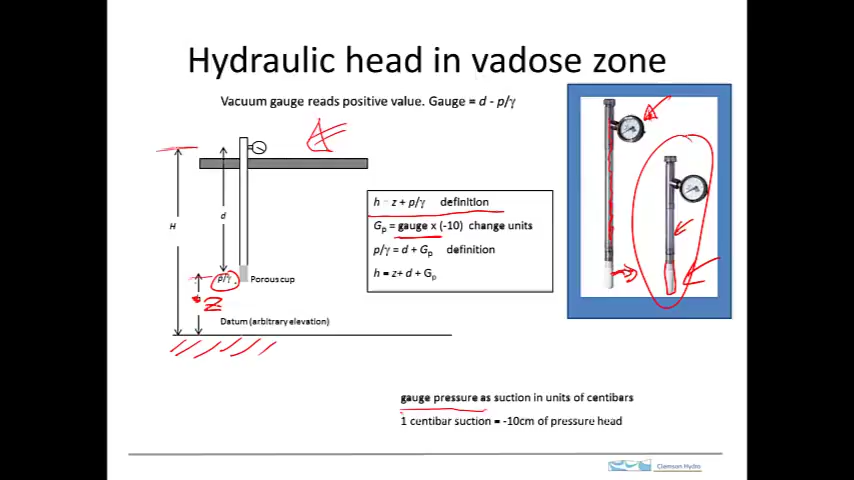 Hydraulic head in vadose zone
Vacuum gauge reads positive value. Gauge = d - p/γ
H
d
h = z + p/γ definition
Gp = gauge x (-10) change units
p/γ = d + Gp definition
h = z+ d + Gp
p/γ
Porous cup
z
Datum (arbitrary elevation)
gauge pressure as suction in units of centibars
1 centibar suction = -10cm of pressure head
Clemson Hydro